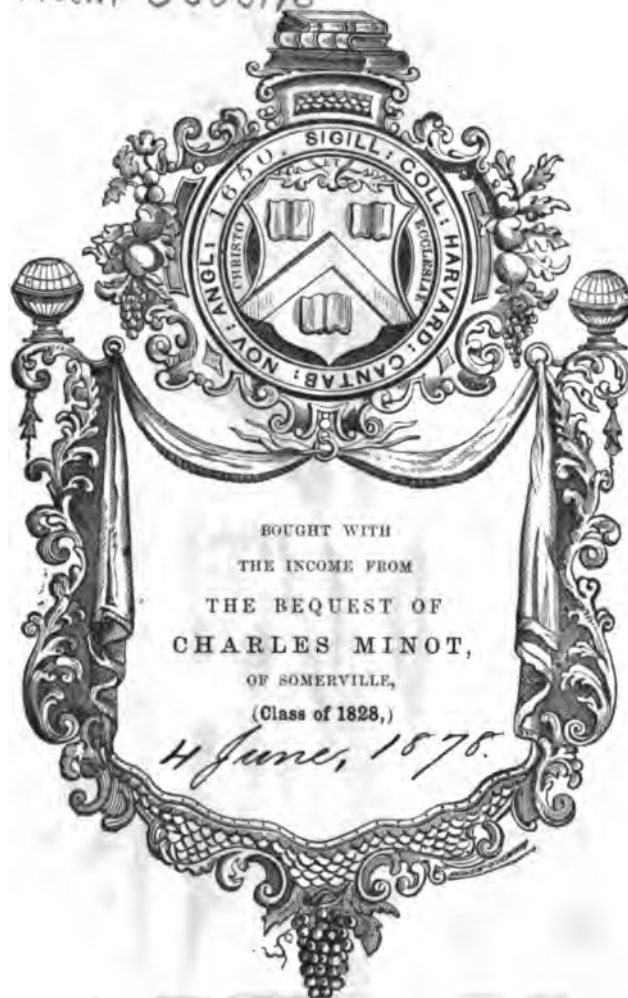 SIGILL: COLL: HARVARD: CANTAB: NOV: ANGL: 1650.
ET
CHRISTO
ECCLESIAE
BOUGHT WITH
THE INCOME FROM
THE BEQUEST OF
CHARLES MINOT,
OF SOMERVILLE,
(Class of 1828,)
4 June, 1878.